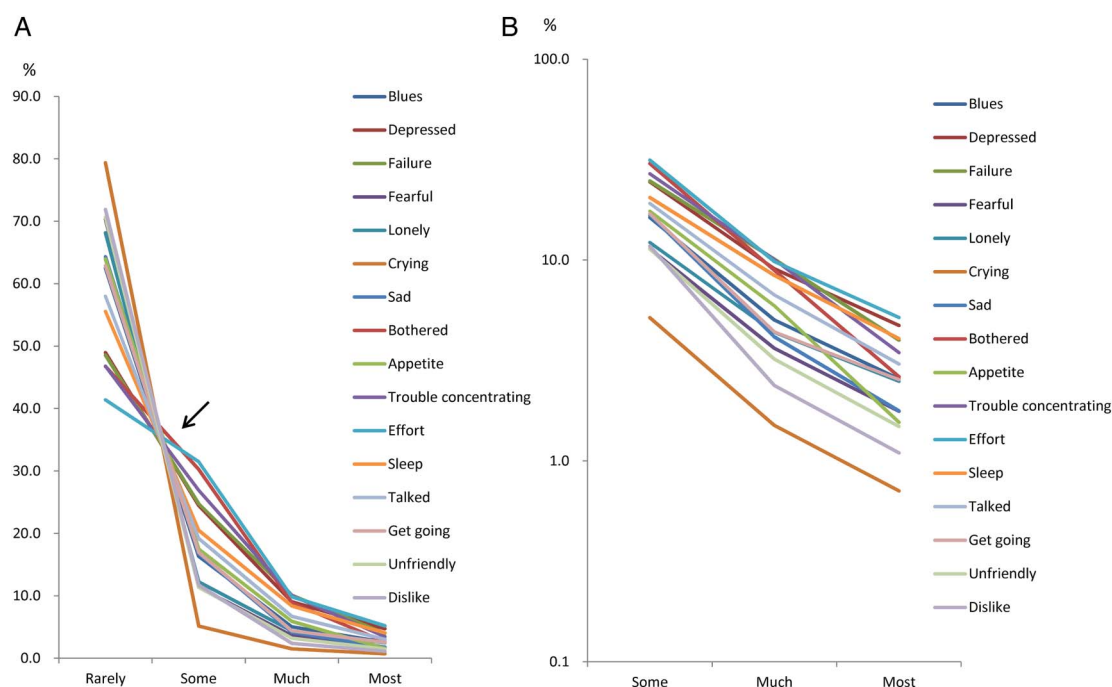 A
%
90.0
80.0
70.0
60.0
50.0
40.0
30.0
20.0
10.0
0.0
Rarely Some Much Most
Blues
Depressed
Failure
Fearful
Lonely
Crying
Sad
Bothered
Appetite
Trouble concentrating
Effort
Sleep
Talked
Get going
Unfriendly
Dislike
B
%
100.0
10.0
1.0
0.1
Some Much Most
Blues
Depressed
Failure
Fearful
Lonely
Crying
Sad
Bothered
Appetite
Trouble concentrating
Effort
Sleep
Talked
Get going
Unfriendly
Dislike